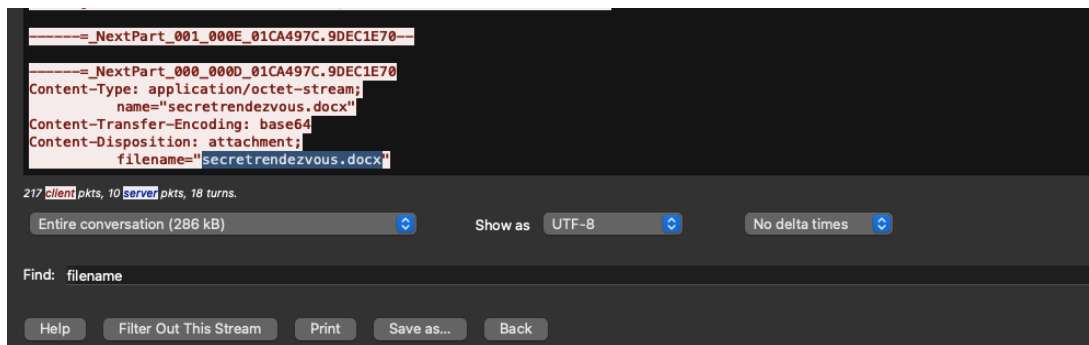 ------=_NextPart_001_000E_01CA497C.9DEC1E70--
------=_NextPart_000_000D_01CA497C.9DEC1E70
Content-Type: application/octet-stream;
name="secretrendezvous.docx"
Content-Transfer-Encoding: base64
Content-Disposition: attachment;
filename="secretrendezvous.docx"
217 client pkts, 10 server pkts, 18 turns.
Entire conversation (286 kB) Show as UTF-8 No delta times
Find: filename
Help Filter Out This Stream Print Save as... Back